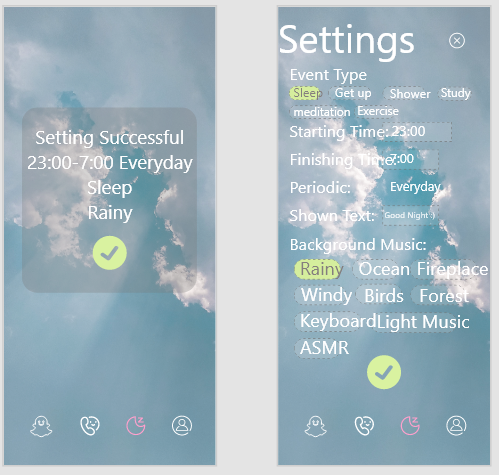 Setting Successful
23:00-7:00 Everyday
Sleep
Rainy
Settings
Event Type
Sleep Get up Shower Study
meditation Exercise
Starting Time: 23:00
Finishing Time: 7:00
Periodic: Everyday
Shown Text: Good Night :)
Background Music:
Rainy Ocean Fireplace
Windy Birds Forest
Keyboard Light Music
ASMR